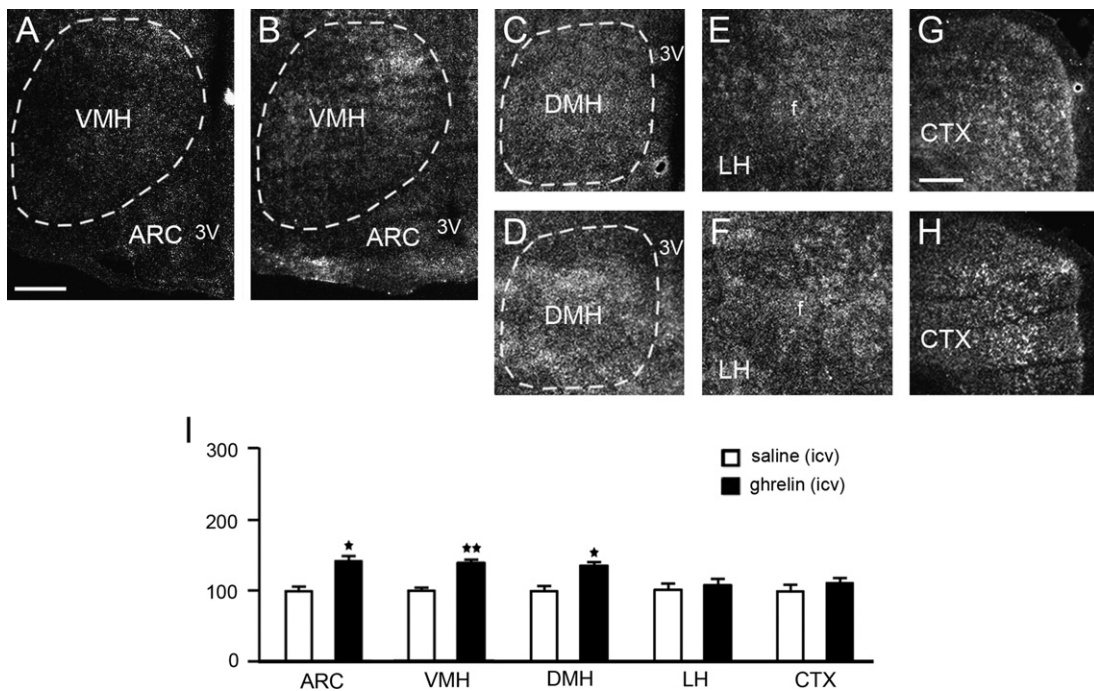 A
B
C
E
G
VMH
VMH
DMH
3V
f
LH
CTX
ARC 3V
ARC 3V
D
F
H
DMH
3V
f
LH
CTX
I
300
200
100
0
saline (icv)
ghrelin (icv)
★
★★
★
ARC
VMH
DMH
LH
CTX